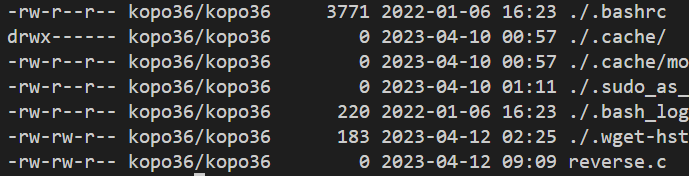 -rw-r--r-- kopo36/kopo36 3771 2022-01-06 16:23 ./.bashrc
drwx------ kopo36/kopo36 0 2023-04-10 00:57 ./.cache/
-rw-r--r-- kopo36/kopo36 0 2023-04-10 00:57 ./.cache/mo
-rw-r--r-- kopo36/kopo36 0 2023-04-10 01:11 ./.sudo_as_
-rw-r--r-- kopo36/kopo36 220 2022-01-06 16:23 ./.bash_log
-rw-rw-r-- kopo36/kopo36 183 2023-04-12 02:25 ./.wget-hst
-rw-rw-r-- kopo36/kopo36 0 2023-04-12 09:09 reverse.c